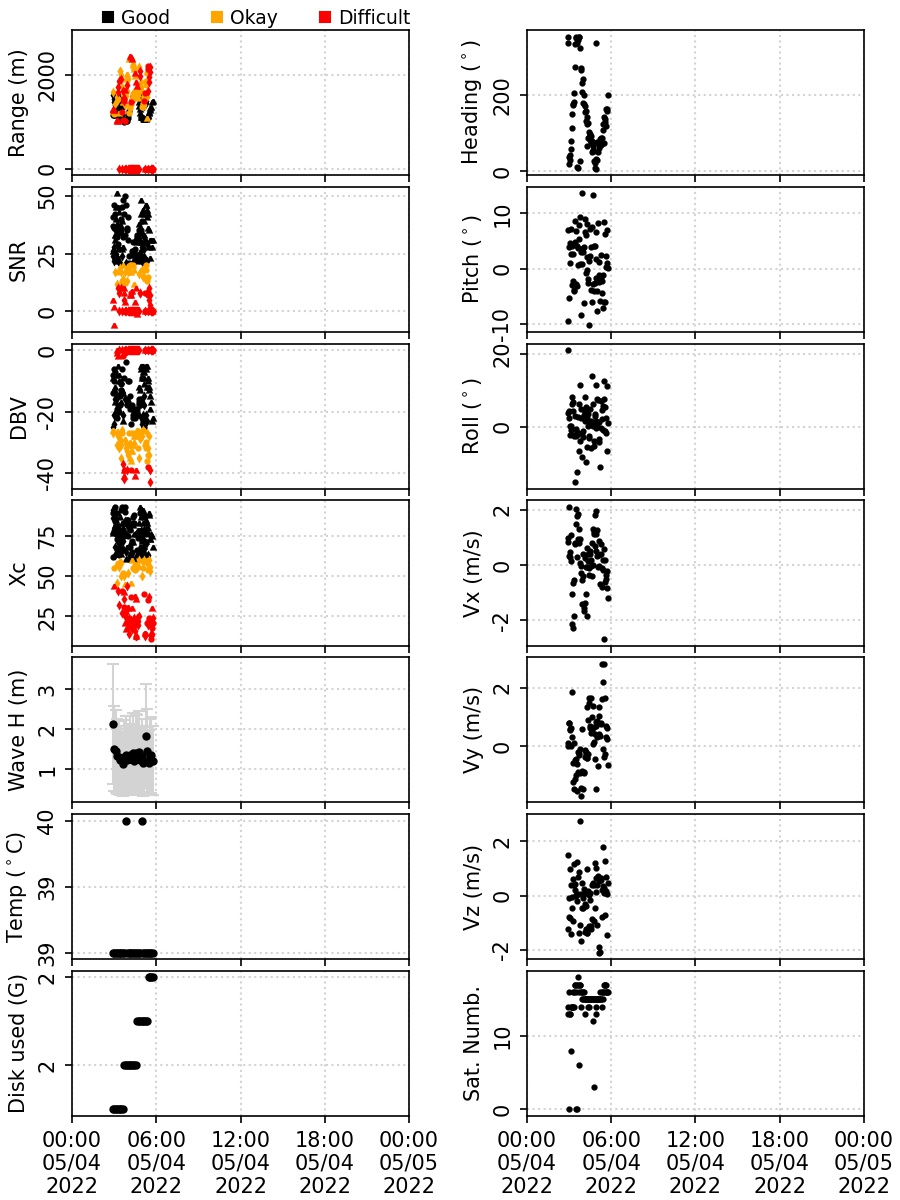 Good Okay Difficult
Range (m)
2000
0
Heading (°)
200
0
SNR
50
25
0
Pitch (°)
10
0
-10
DBV
0
-20
-40
Roll (°)
20
0
Xc
75
50
25
Vx (m/s)
2
0
-2
Wave H (m)
3
2
1
Vy (m/s)
2
0
Temp (°C)
40
39
39
Vz (m/s)
2
0
-2
Disk used (G)
2
2
Sat. Numb.
10
0
00:00 06:00 12:00 18:00 00:00
05/04 05/04 05/04 05/04 05/05
2022 2022 2022 2022 2022
00:00 06:00 12:00 18:00 00:00
05/04 05/04 05/04 05/04 05/05
2022 2022 2022 2022 2022